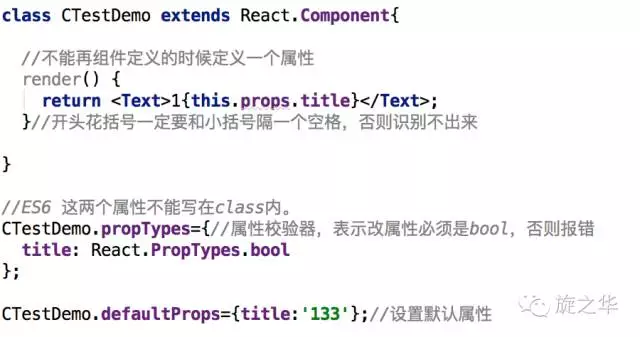 class CTestDemo extends React.Component{
//不能再组件定义的时候定义一个属性
render() {
return <Text>1{this.props.title}</Text>;
}//开头花括号一定要和小括号隔一个空格，否则识别不出来
}
//ES6 这两个属性不能写在class内。
CTestDemo.propTypes={//属性校验器，表示改属性必须是bool，否则报错
title: React.PropTypes.bool
};
CTestDemo.defaultProps={title:'133'};//设置默认属性
旋之华